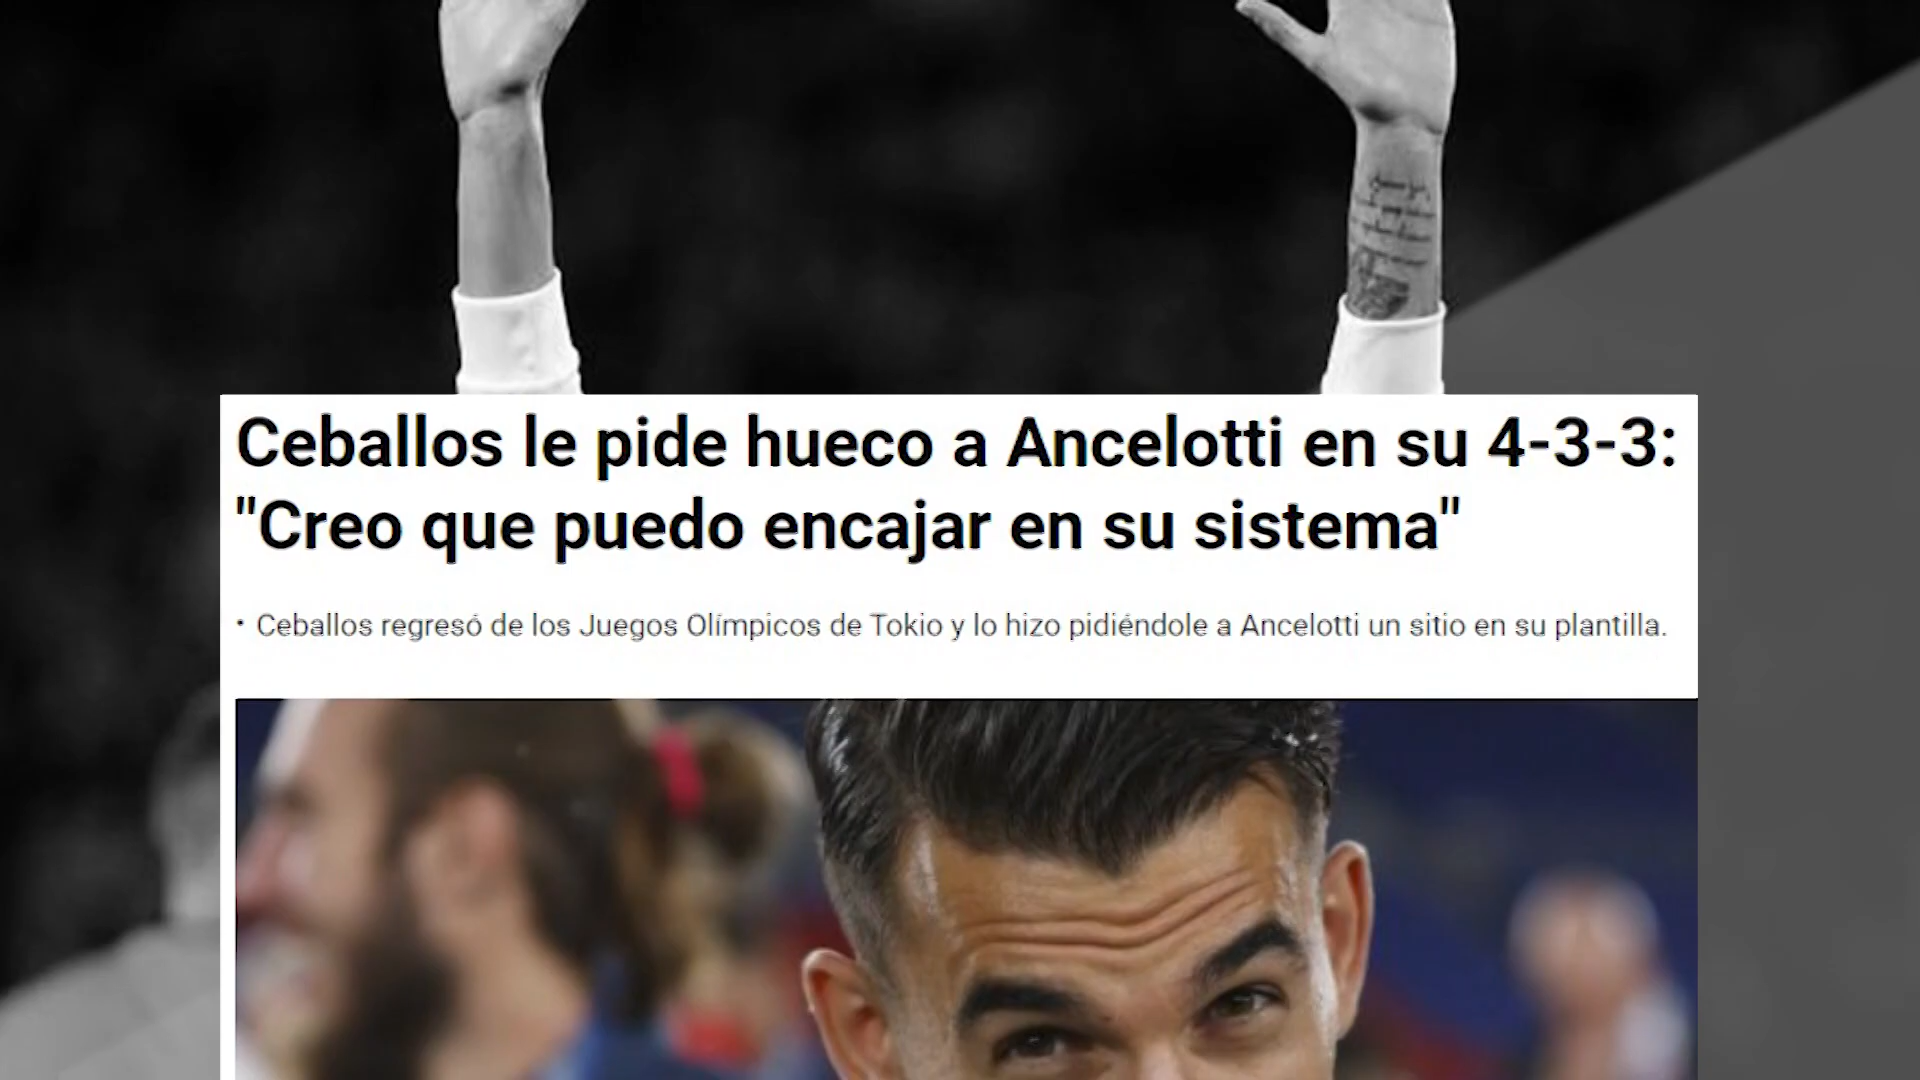 Ceballos le pide hueco a Ancelotti en su 4-3-3:
"Creo que puedo encajar en su sistema"
• Ceballos regresó de los Juegos Olímpicos de Tokio y lo hizo pidiéndole a Ancelotti un sitio en su plantilla.